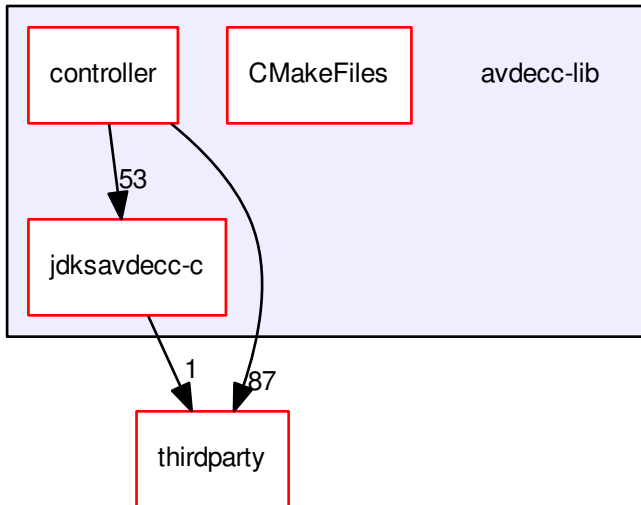 controller
CMakeFiles
avdecc-lib
53
jdksavdecc-c
1
87
thirdparty